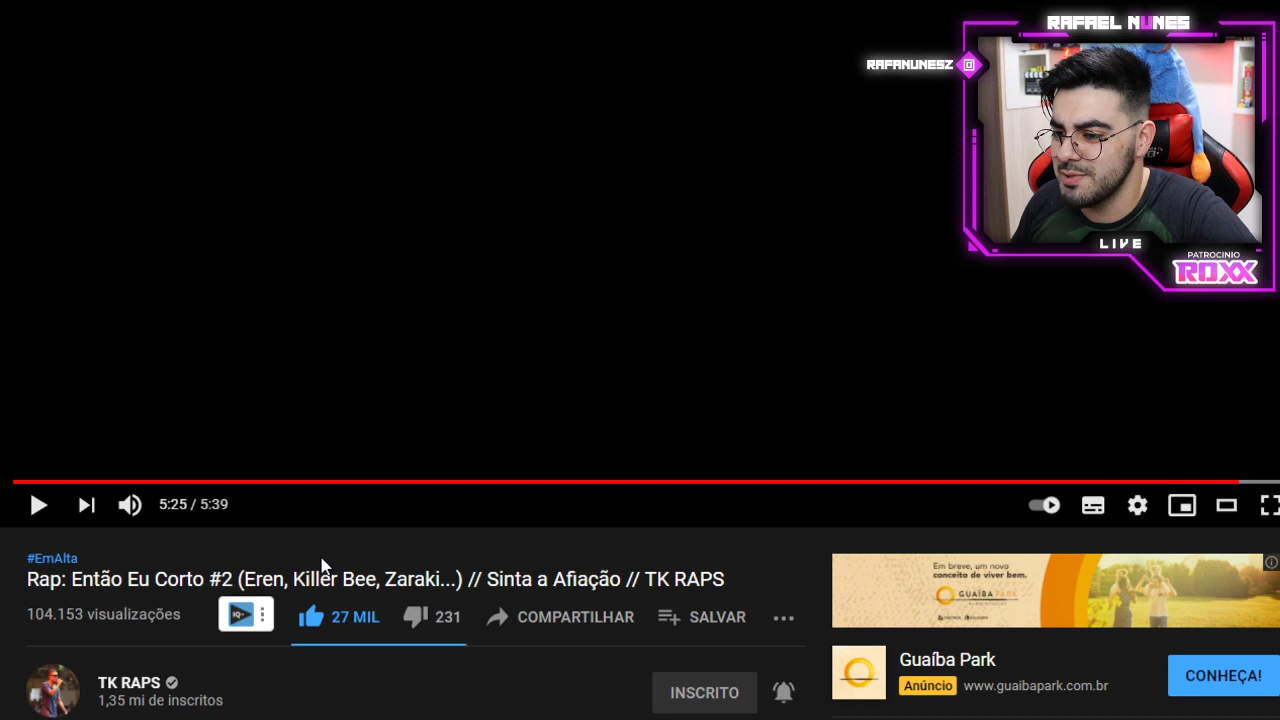 RAFAEL NUNES
RAFANUNESZ
LIVE
PATROCINIO
ROXX
5:25 / 5:39
#EmAlta
Rap: Então Eu Corto #2 (Eren, Killer Bee, Zaraki...) // Sinta a Afiação // TK RAPS
104.153 visualizações
IQ+
27 MIL
231
COMPARTILHAR
SALVAR
TK RAPS
1,35 mi de inscritos
INSCRITO
Em breve, um novo
conceito de viver bem.
GUAÍBA PARK
Guaíba Park
Anúncio www.guaibapark.com.br
CONHEÇA!